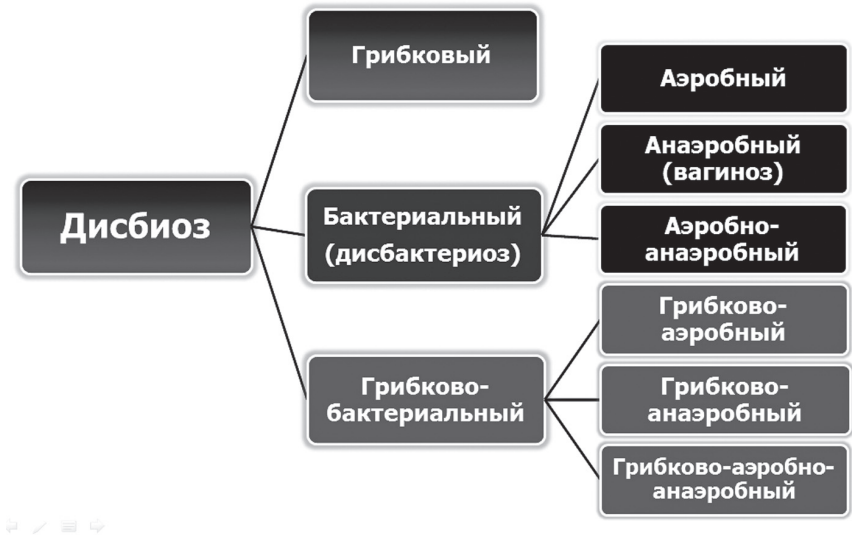 Дисбиоз
Грибковый
Бактериальный
(дисбактериоз)
Грибково-
бактериальный
Аэробный
Анаэробный
(вагиноз)
Аэробно-
анаэробный
Грибково-
аэробный
Грибково-
анаэробный
Грибково-аэробно-
анаэробный